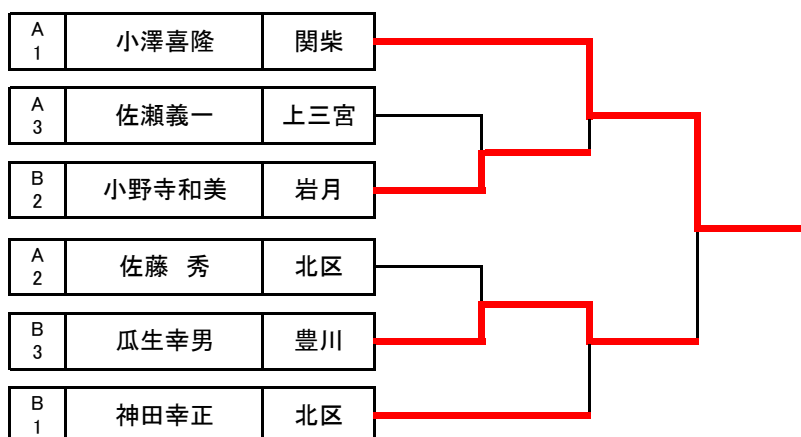 A 1 小澤喜隆 関柴
A 3 佐瀬義一 上三宮
B 2 小野寺和美 岩月
A 2 佐藤 秀 北区
B 3 瓜生幸男 豊川
B 1 神田幸正 北区